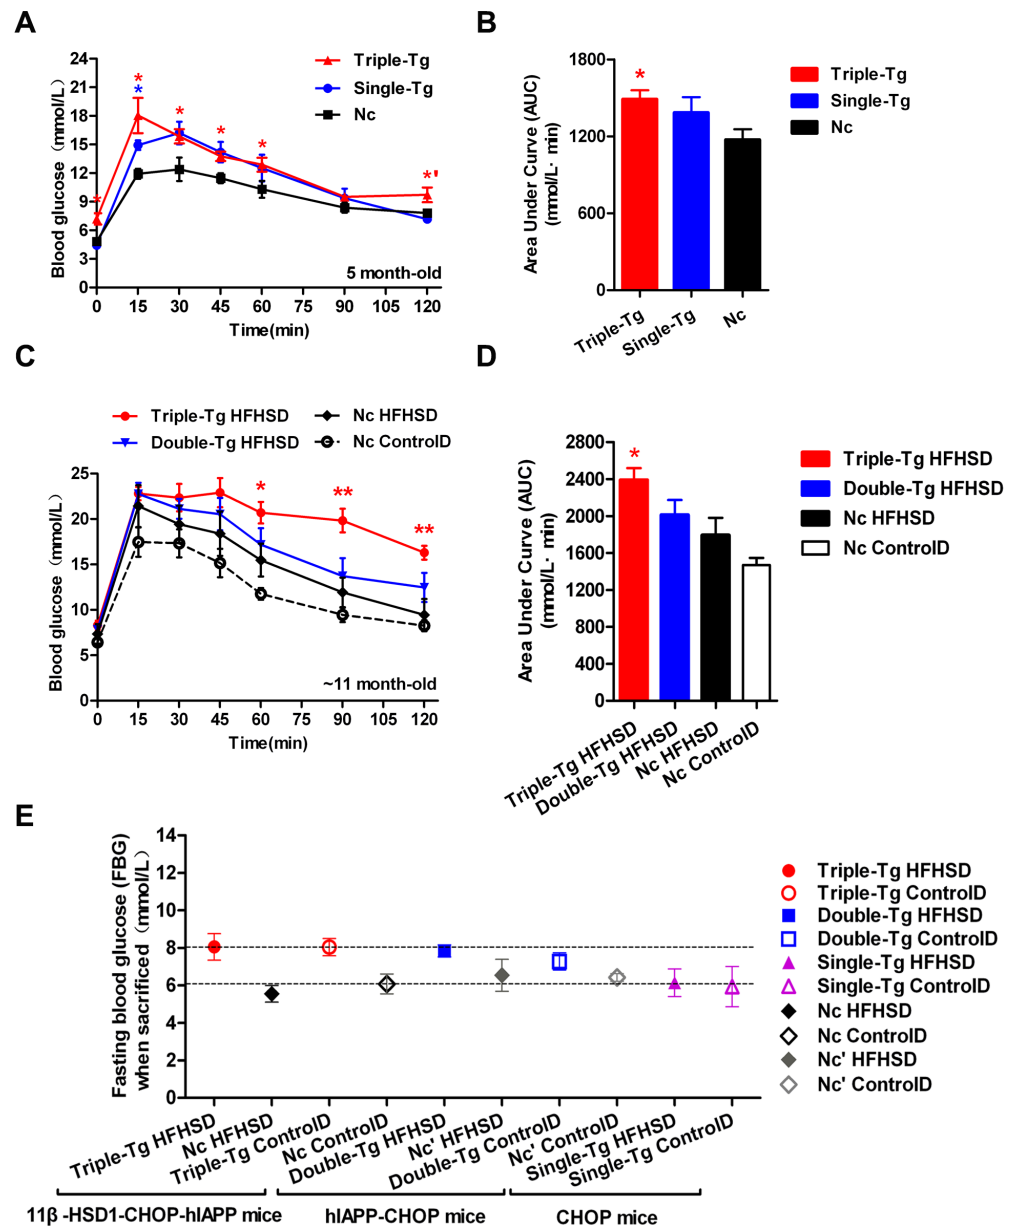 A
Blood glucose (mmol/L)
24
21
18
15
12
9
6
3
0
*
*
*
*
*
*
*
*'
Triple-Tg
Single-Tg
Nc
5 month-old
0 15 30 45 60 75 90 105 120
Time(min)
B
Area Under Curve (AUC)
(mmol/L· min)
1800
1200
600
0
*
Triple-Tg
Single-Tg
Nc
Triple-Tg
Single-Tg
Nc
C
Triple-Tg HFHSD
Double-Tg HFHSD
Nc HFHSD
Nc ControlD
Blood glucose (mmol/L)
25
20
15
10
5
0
*
**
**
~11 month-old
0 15 30 45 60 75 90 105 120
Time(min)
D
Area Under Curve (AUC)
(mmol/L· min)
2800
2400
2000
1600
1200
800
400
0
*
Triple-Tg HFHSD
Double-Tg HFHSD
Nc HFHSD
Nc ControlD
Triple-Tg HFHSD
Double-Tg HFHSD
Nc HFHSD
Nc ControlD
E
Fasting blood glucose (FBG)
when sacrificed (mmol/L)
14
12
10
8
6
4
2
0
Triple-Tg HFHSD
Triple-Tg ControlD
Double-Tg HFHSD
Double-Tg ControlD
Single-Tg HFHSD
Single-Tg ControlD
Nc HFHSD
Nc ControlD
Nc' HFHSD
Nc' ControlD
Triple-Tg HFHSD
Nc HFHSD
Triple-Tg ControlD
Nc ControlD
Double-Tg HFHSD
Nc' HFHSD
Double-Tg ControlD
Nc' ControlD
Single-Tg HFHSD
Single-Tg ControlD
11β -HSD1-CHOP-hIAPP mice
hIAPP-CHOP mice
CHOP mice